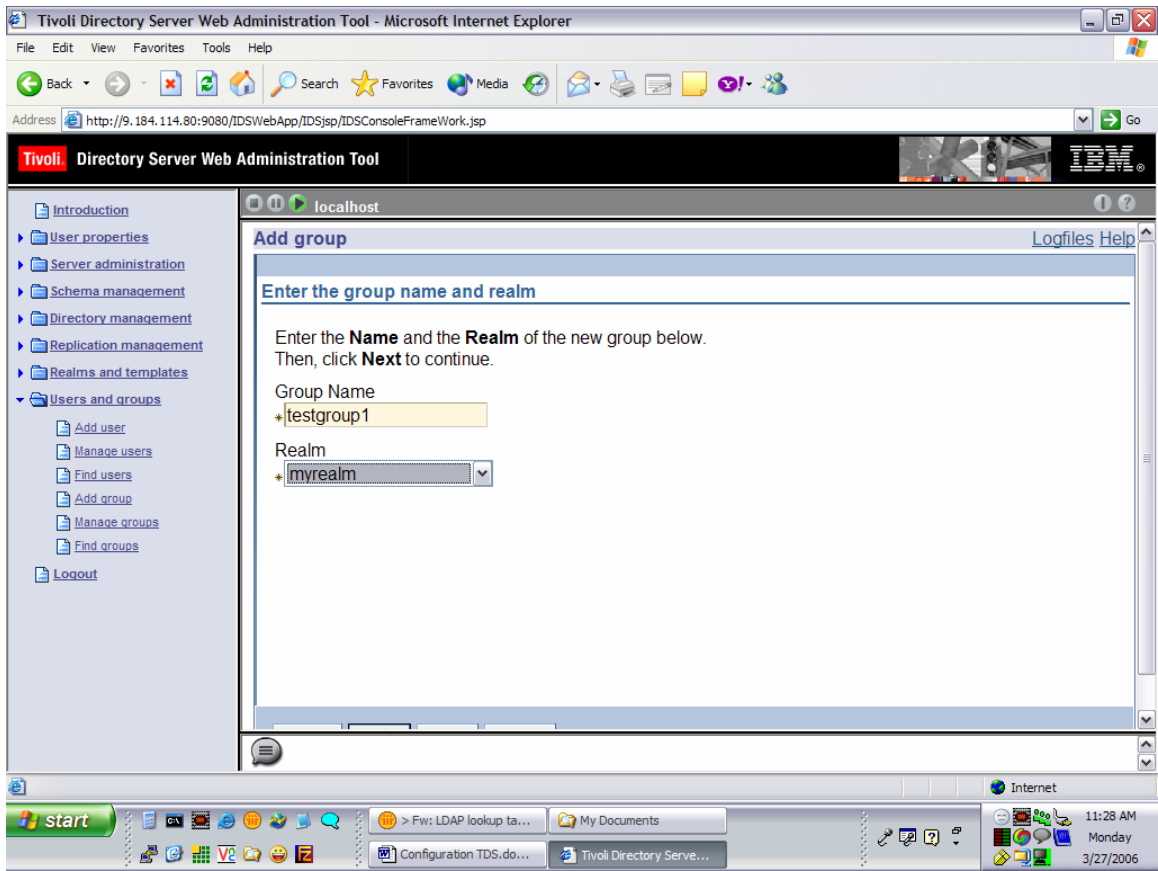 Tivoli Directory Server Web Administration Tool - Microsoft Internet Explorer
File Edit View Favorites Tools Help
Back Search Favorites Media
Address http://9.184.114.80:9080/IDSWebApp/IDSjsp/IDSConsoleFrameWork.jsp Go
Tivoli. Directory Server Web Administration Tool IBM®
localhost
Introduction
User properties
Server administration
Schema management
Directory management
Replication management
Realms and templates
Users and groups
Add user
Manage users
Find users
Add group
Manage groups
Find groups
Logout
Add group Logfiles Help
Enter the group name and realm
Enter the Name and the Realm of the new group below.
Then, click Next to continue.
Group Name
*testgroup1
Realm
*myrealm
Internet
start > Fw: LDAP lookup ta... My Documents 11:28 AM
Monday
Configuration TDS.do... Tivoli Directory Serve... 3/27/2006